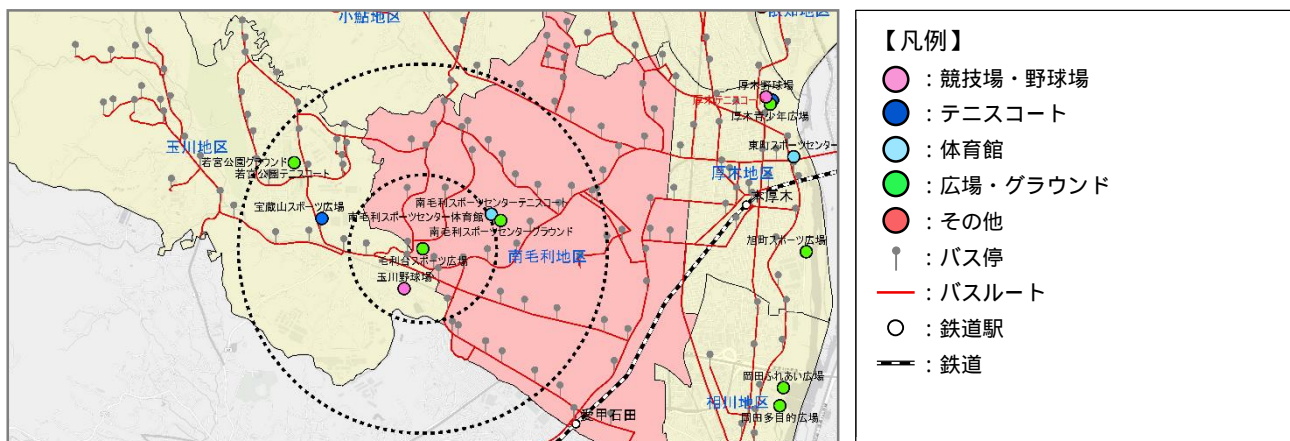 小鮎地区
依知地区
厚木野球場
厚木テニスコート
厚木青少年広場
東町スポーツセンター
玉川地区
若宮公園グラウンド
若宮公園テニスコート
厚木地区
本厚木
宝蔵山スポーツ広場
南毛利スポーツセンターテニスコート
南毛利スポーツセンター体育館
南毛利スポーツセンターグラウンド
旭町スポーツ広場
毛利台スポーツ広場
南毛利地区
玉川野球場
岡田ふれあい広場
相川地区
岡田多目的広場
愛甲石田
【凡例】
：競技場・野球場
：テニスコート
：体育館
：広場・グラウンド
：その他
：バス停
：バスルート
：鉄道駅
：鉄道